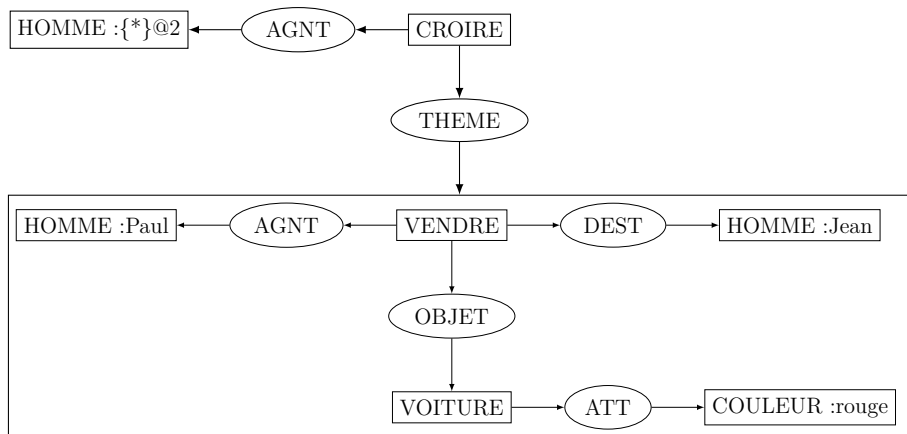 HOMME :{*}@2 AGNT CROIRE
THEME
HOMME :Paul AGNT VENDRE DEST HOMME :Jean
OBJET
VOITURE ATT COULEUR :rouge